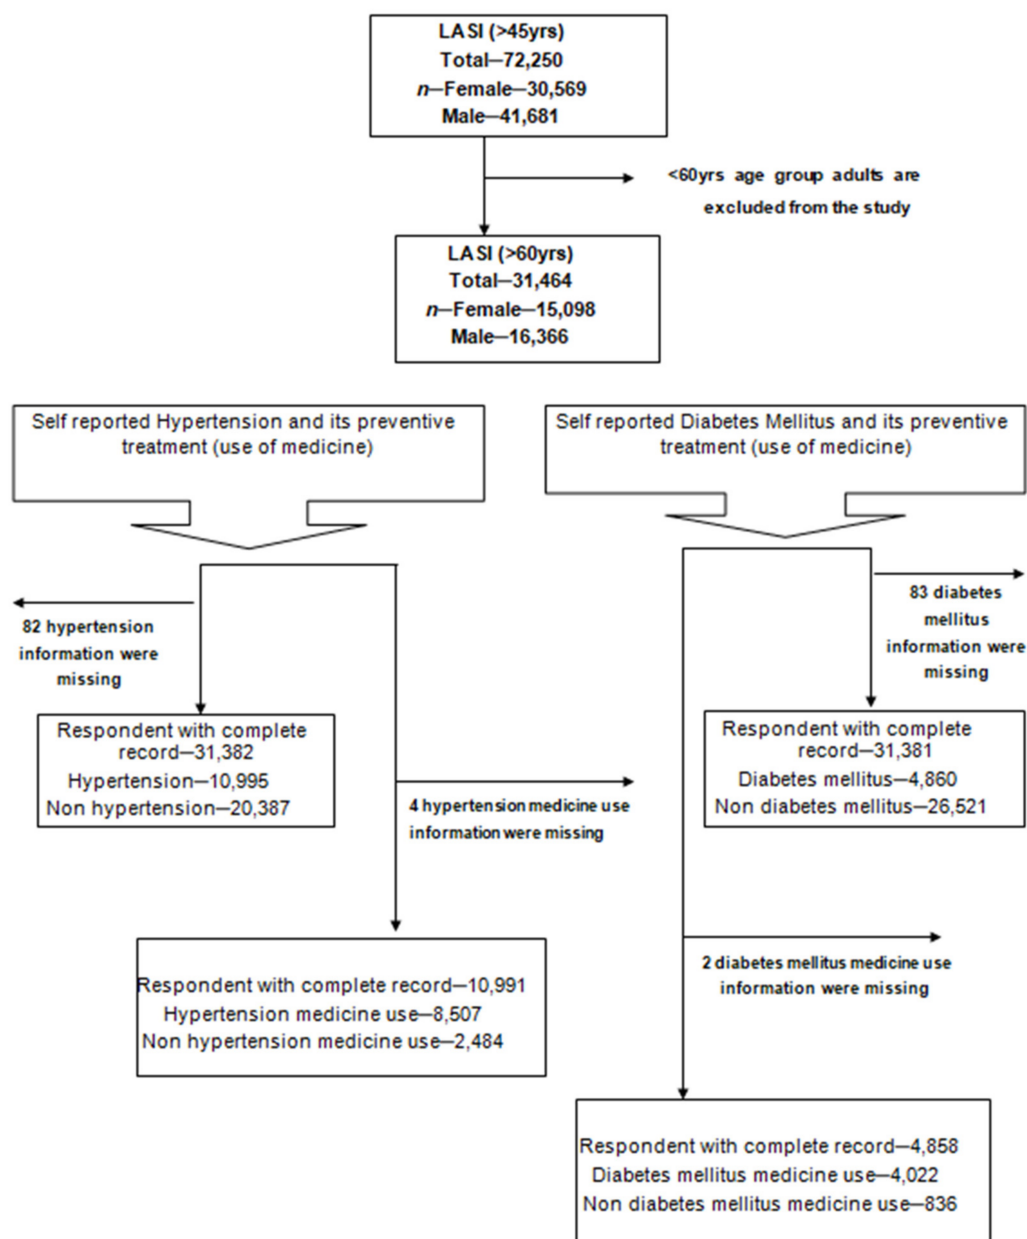 LASI (>45yrs)
Total—72,250
n—Female—30,569
Male—41,681
<60yrs age group adults are
excluded from the study
LASI (>60yrs)
Total—31,464
n—Female—15,098
Male—16,366
Self reported Hypertension and its preventive
treatment (use of medicine)
Self reported Diabetes Mellitus and its preventive
treatment (use of medicine)
82 hypertension
information were
missing
83 diabetes
mellitus
information were
missing
Respondent with complete
record—31,382
Hypertension—10,995
Non hypertension—20,387
Respondent with complete
record—31,381
Diabetes mellitus—4,860
Non diabetes mellitus—26,521
4 hypertension medicine use
information were missing
Respondent with complete record—10,991
Hypertension medicine use—8,507
Non hypertension medicine use—2,484
2 diabetes mellitus medicine use
information were missing
Respondent with complete record—4,858
Diabetes mellitus medicine use—4,022
Non diabetes mellitus medicine use—836